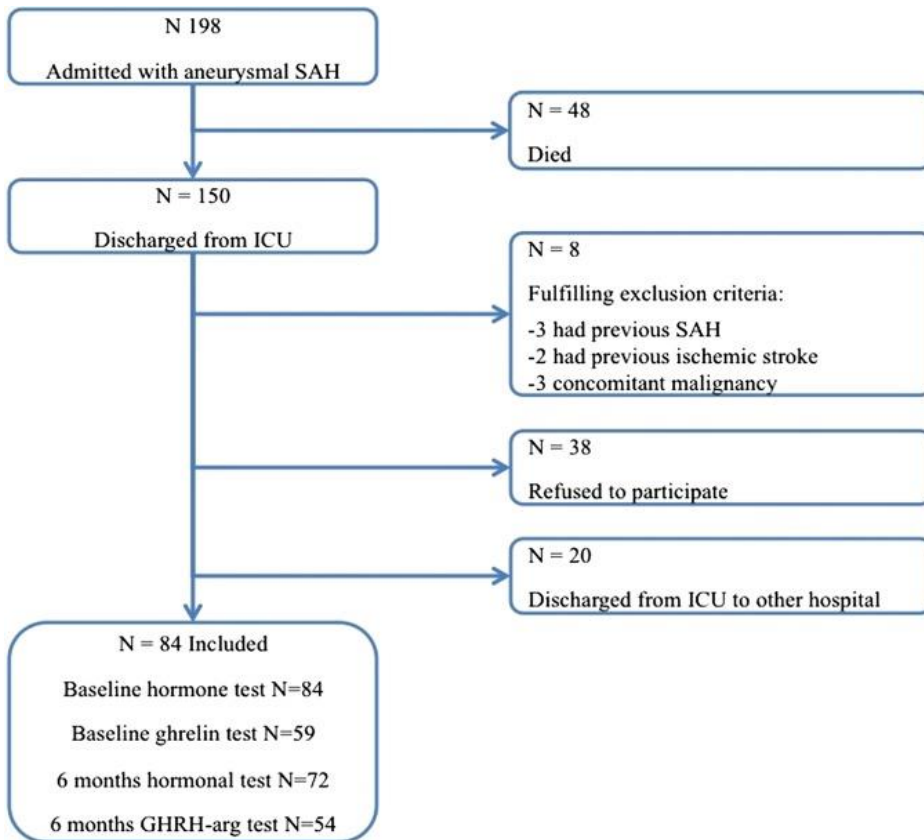 N 198
Admitted with aneurysmal SAH
N = 48
Died
N = 150
Discharged from ICU
N = 8
Fulfilling exclusion criteria:
-3 had previous SAH
-2 had previous ischemic stroke
-3 concomitant malignancy
N = 38
Refused to participate
N = 20
Discharged from ICU to other hospital
N = 84 Included
Baseline hormone test N=84
Baseline ghrelin test N=59
6 months hormonal test N=72
6 months GHRH-arg test N=54